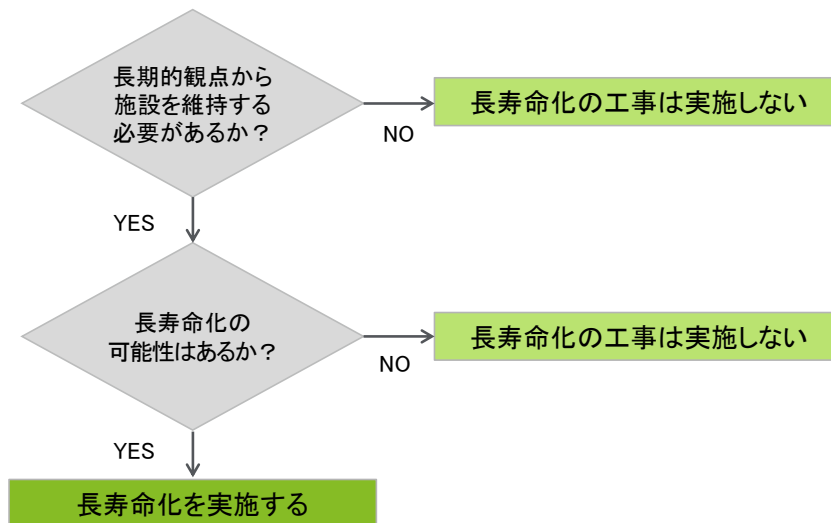 長期的観点から
施設を維持する
必要があるか？
長寿命化の工事は実施しない
NO
YES
長寿命化の
可能性はあるか？
長寿命化の工事は実施しない
NO
YES
長寿命化を実施する